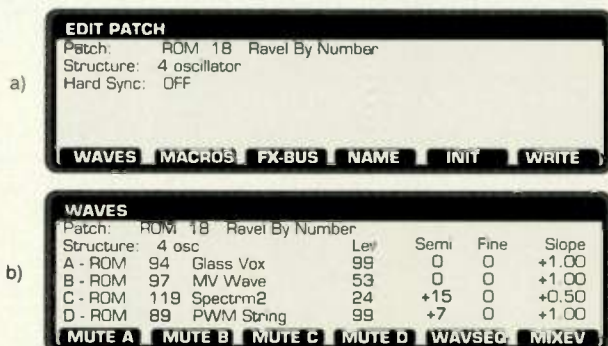 a)
EDIT PATCH
Patch: ROM 18 Ravel By Number
Structure: 4 oscillator
Hard Sync: OFF
WAVES MACROS FX-BUS NAME INIT WRITE
b)
WAVES
Patch: ROM 18 Ravel By Number
Structure: 4 osc Lev Semi Fine Slope
A - ROM 94 Glass Vox 99 0 0 +1.00
B - ROM 97 MV Wave 53 0 0 +1.00
C - ROM 119 Spectrm2 24 +15 0 +0.50
D - ROM 89 PWM String 99 +7 0 +1.00
MUTE A MUTE B MUTE C MUTE D WAVSEQ MIXEV